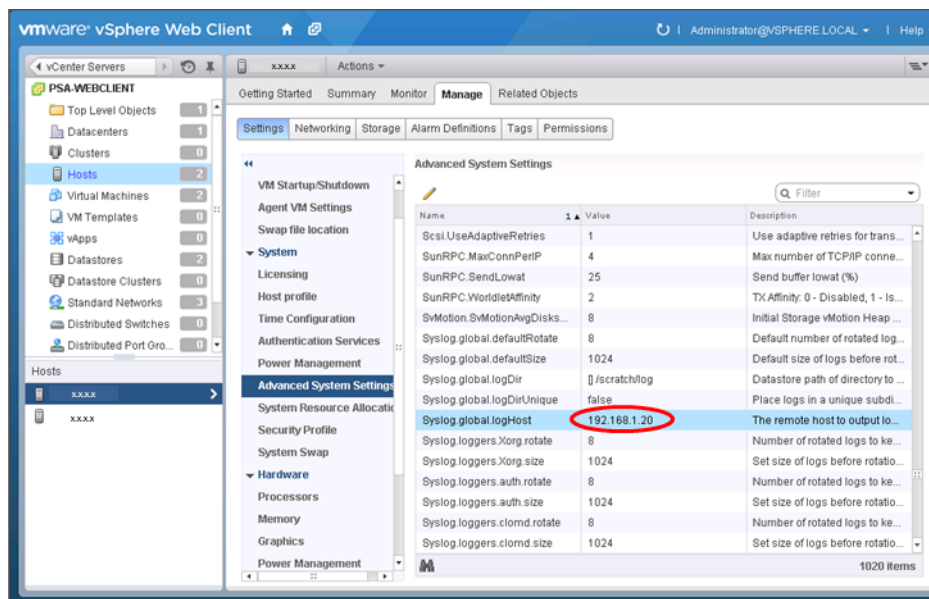 vmware® vSphere Web Client
Administrator@VSPHERE.LOCAL
Help
vCenter Servers
PSA-WEBCLIENT
Top Level Objects 1
Datacenters 1
Clusters 0
Hosts 2
Virtual Machines 2
VM Templates 0
vApps 0
Datastores 2
Datastore Clusters 0
Standard Networks 3
Distributed Switches 0
Distributed Port Gro... 0
Hosts
xxxx
xxxx
xxxx Actions
Getting Started Summary Monitor Manage Related Objects
Settings Networking Storage Alarm Definitions Tags Permissions
VM Startup/Shutdown
Agent VM Settings
Swap file location
System
Licensing
Host profile
Time Configuration
Authentication Services
Power Management
Advanced System Settings
System Resource Allocatio
Security Profile
System Swap
Hardware
Processors
Memory
Graphics
Power Management
Advanced System Settings
Filter
Name 1 Value Description
Scsi.UseAdaptiveRetries 1 Use adaptive retries for trans...
SunRPC.MaxConnPerIP 4 Max number of TCP/IP conne...
SunRPC.SendLowat 25 Send buffer lowat (%)
SunRPC.WorldletAffinity 2 TX Affinity: 0 - Disabled, 1 - Is...
SvMotion.SvMotionAvgDisks... 8 Initial Storage vMotion Heap ...
Syslog.global.defaultRotate 8 Default number of rotated log...
Syslog.global.defaultSize 1024 Default size of logs before rot...
Syslog.global.logDir [] /scratch/log Datastore path of directory to ...
Syslog.global.logDirUnique false Place logs in a unique subdi...
Syslog.global.logHost 192.168.1.20 The remote host to output lo...
Syslog.loggers.Xorg.rotate 8 Number of rotated logs to ke...
Syslog.loggers.Xorg.size 1024 Set size of logs before rotatio...
Syslog.loggers.auth.rotate 8 Number of rotated logs to ke...
Syslog.loggers.auth.size 1024 Set size of logs before rotatio...
Syslog.loggers.clomd.rotate 8 Number of rotated logs to ke...
Syslog.loggers.clomd.size 1024 Set size of logs before rotatio...
1020 items